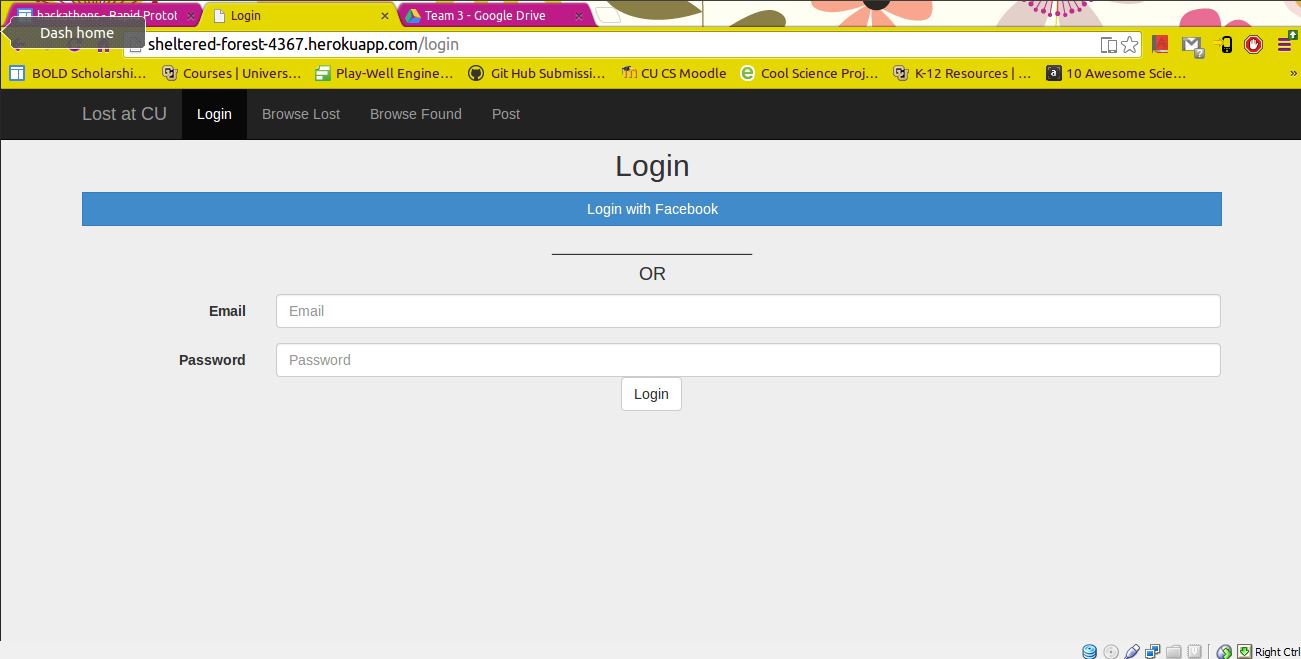 hackathons - Rapid Protot
Login
Team 3 - Google Drive
Dash home
sheltered-forest-4367.herokuapp.com/login
BOLD Scholarshi... Courses | Univers... Play-Well Engine... Git Hub Submissi... CU CS Moodle Cool Science Proj... K-12 Resources | ... 10 Awesome Scie... »
Lost at CU Login Browse Lost Browse Found Post
Login
Login with Facebook
OR
Email Email
Password Password
Login
Right Ctrl